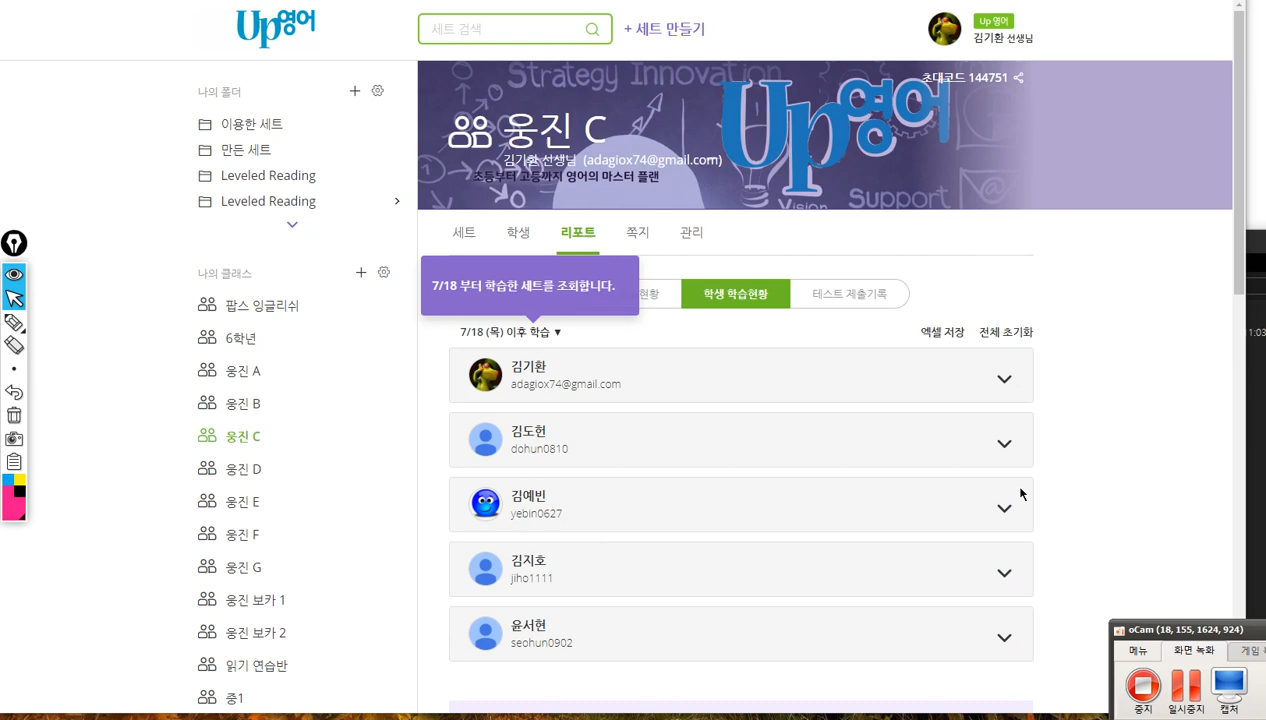 Up영어
세트 검색
+ 세트 만들기
Up 영어
김기환 선생님
나의 폴더
이용한 세트
만든 세트
Leveled Reading
Leveled Reading
나의 클래스
팝스 잉글리쉬
6학년
웅진 A
웅진 B
웅진 C
웅진 D
웅진 E
웅진 F
웅진 G
웅진 보카 1
웅진 보카 2
읽기 연습반
중1
Strategy Innovation
초대코드 144751
웅진 C
Up영어
김기환 선생님 (adagiox74@gmail.com)
초등부터 고등까지 영어의 마스터 플랜
Support
Vision
세트 학생 리포트 쪽지 관리
7/18 부터 학습한 세트를 조회합니다.
현황 학생 학습현황 테스트 제출기록
7/18 (목) 이후 학습 ▼ 엑셀 저장 전체 초기화
김기환
adagiox74@gmail.com
김도헌
dohun0810
김예빈
yebin0627
김지호
jiho1111
윤서현
seohun0902
1:03
oCam (18, 155, 1624, 924)
메뉴 화면 녹화 게임
중지 일시중지 캡처